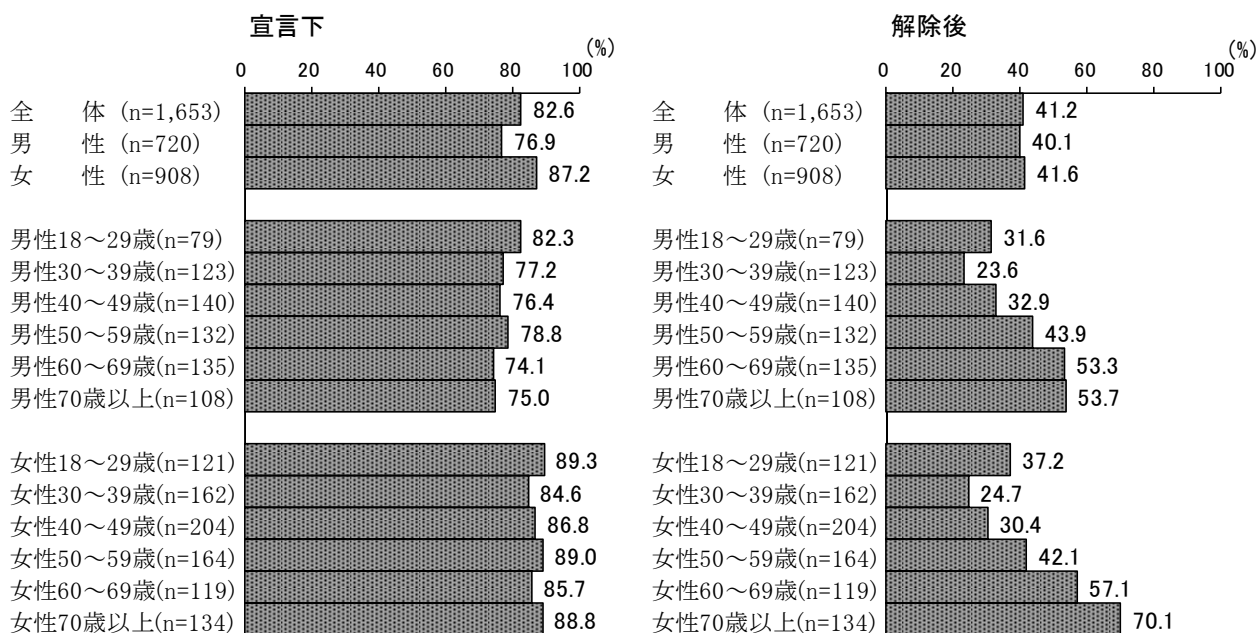 宣言下
(%)
0 20 40 60 80 100
全 体 (n=1,653) 82.6
男 性 (n=720) 76.9
女 性 (n=908) 87.2
男性18～29歳(n=79) 82.3
男性30～39歳(n=123) 77.2
男性40～49歳(n=140) 76.4
男性50～59歳(n=132) 78.8
男性60～69歳(n=135) 74.1
男性70歳以上(n=108) 75.0
女性18～29歳(n=121) 89.3
女性30～39歳(n=162) 84.6
女性40～49歳(n=204) 86.8
女性50～59歳(n=164) 89.0
女性60～69歳(n=119) 85.7
女性70歳以上(n=134) 88.8
解除後
(%)
0 20 40 60 80 100
全 体 (n=1,653) 41.2
男 性 (n=720) 40.1
女 性 (n=908) 41.6
男性18～29歳(n=79) 31.6
男性30～39歳(n=123) 23.6
男性40～49歳(n=140) 32.9
男性50～59歳(n=132) 43.9
男性60～69歳(n=135) 53.3
男性70歳以上(n=108) 53.7
女性18～29歳(n=121) 37.2
女性30～39歳(n=162) 24.7
女性40～49歳(n=204) 30.4
女性50～59歳(n=164) 42.1
女性60～69歳(n=119) 57.1
女性70歳以上(n=134) 70.1